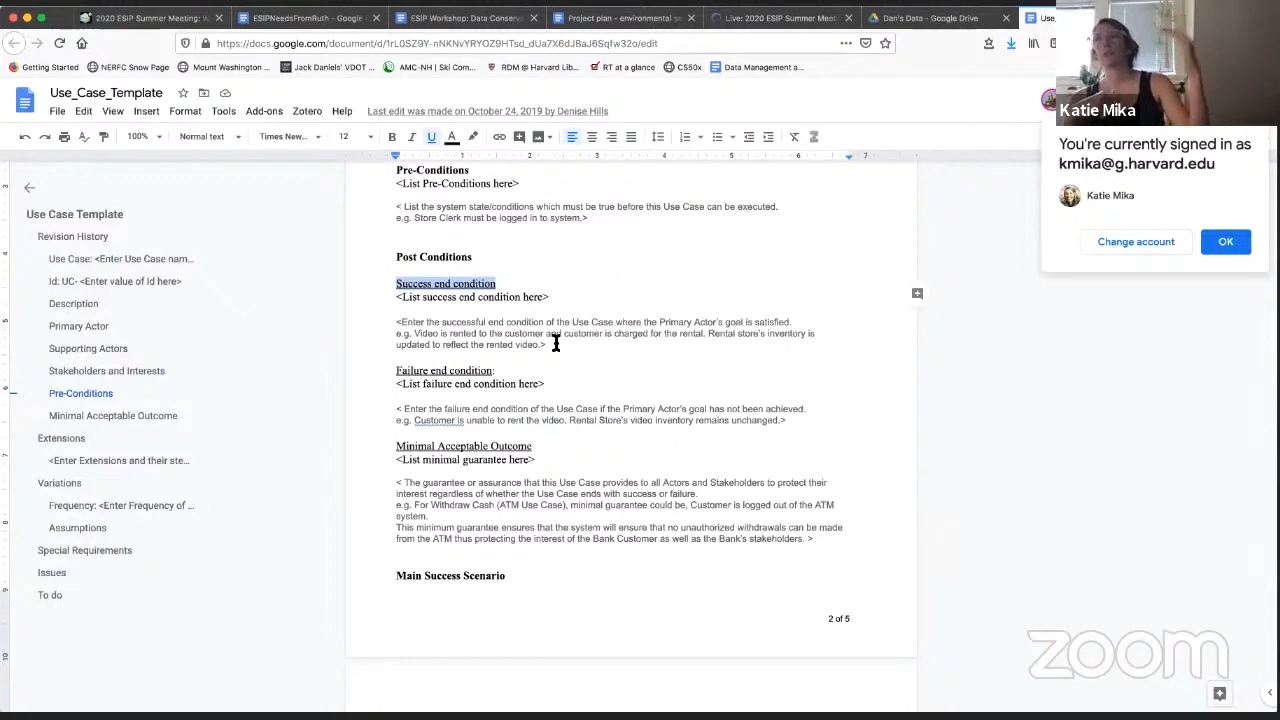 2020 ESIP Summer Meeting: W
ESIPNeedsFromRuth - Google
ESIP Workshop: Data Conserva
Project plan - environmental s
Live: 2020 ESIP Summer Meeti
Dan's Data - Google Drive
Use_
https://docs.google.com/document/d/1rL0SZ9Y-nNKNvYRYOZ9HTsd_dUa7X6dJBaJ6Sqfw32o/edit
Getting Started
NERFC Snow Page
Mount Washington ...
Jack Daniels' VDOT ...
AMC-NH | Ski Com...
RDM @ Harvard Lib...
RT at a glance
CS50x
Data Management a...
Katie Mika
Use_Case_Template
File Edit View Insert Format Tools Add-ons Zotero Help
Last edit was made on October 24, 2019 by Denise Hills
100% Normal text Times New... 12 B I U A
1 2 3 4 5 6 7
You're currently signed in as
kmika@g.harvard.edu
Katie Mika
Change account
OK
Use Case Template
Revision History
Use Case: <Enter Use Case nam...
Id: UC- <Enter value of Id here>
Description
Primary Actor
Supporting Actors
Stakeholders and Interests
Pre-Conditions
Minimal Acceptable Outcome
Extensions
<Enter Extensions and their ste...
Variations
Frequency: <Enter Frequency of ...
Assumptions
Special Requirements
Issues
To do
Pre-Conditions
<List Pre-Conditions here>
< List the system state/conditions which must be true before this Use Case can be executed.
e.g. Store Clerk must be logged in to system.>
Post Conditions
Success end condition
<List success end condition here>
<Enter the successful end condition of the Use Case where the Primary Actor's goal is satisfied.
e.g. Video is rented to the customer and customer is charged for the rental. Rental store's inventory is
updated to reflect the rented video.>
Failure end condition:
<List failure end condition here>
< Enter the failure end condition of the Use Case if the Primary Actor's goal has not been achieved.
e.g. Customer is unable to rent the video. Rental Store's video inventory remains unchanged.>
Minimal Acceptable Outcome
<List minimal guarantee here>
< The guarantee or assurance that this Use Case provides to all Actors and Stakeholders to protect their
interest regardless of whether the Use Case ends with success or failure.
e.g. For Withdraw Cash (ATM Use Case), minimal guarantee could be, Customer is logged out of the ATM
system.
This minimum guarantee ensures that the system will ensure that no unauthorized withdrawals can be made
from the ATM thus protecting the interest of the Bank Customer as well as the Bank's stakeholders. >
Main Success Scenario
2 of 5
zoom